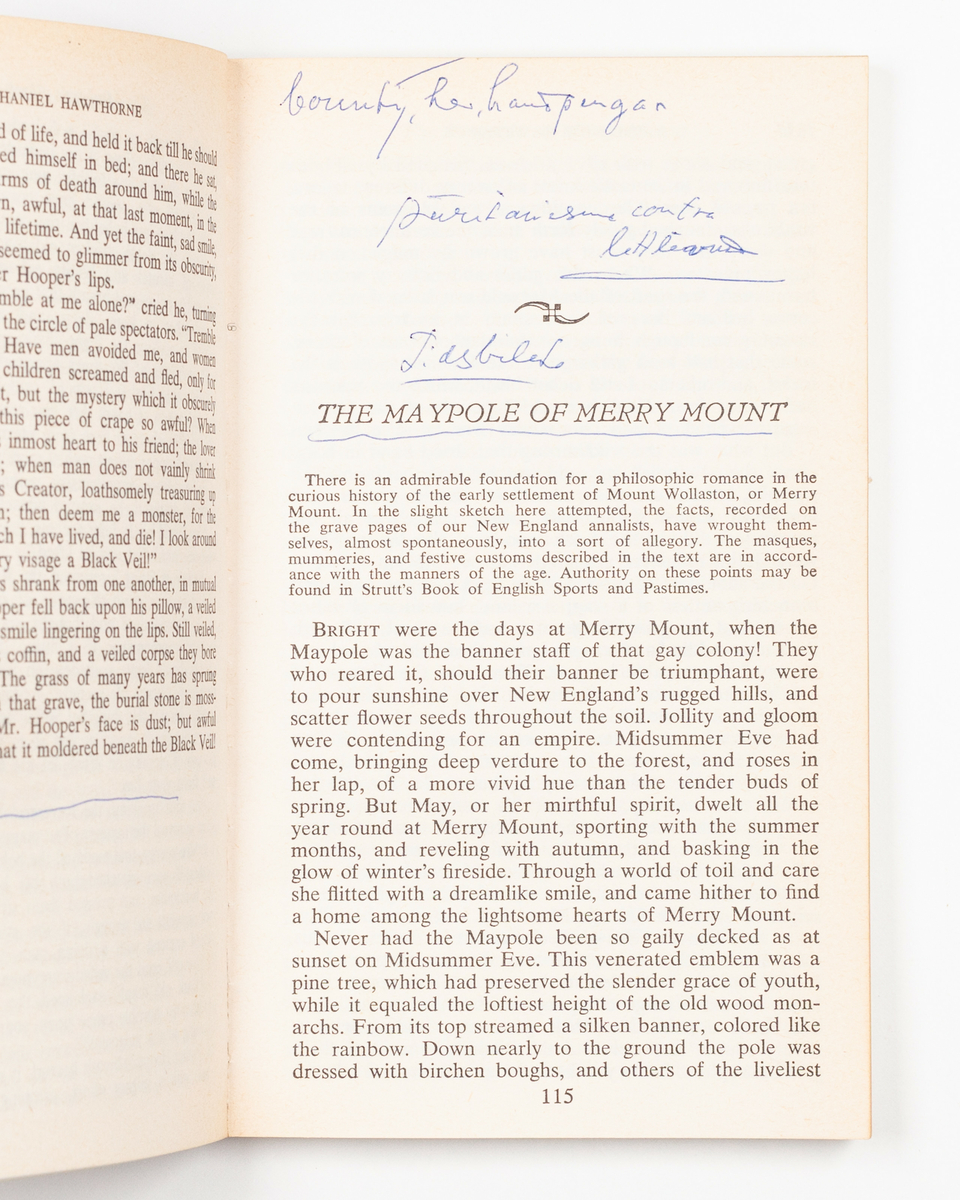 HANIEL HAWTHORNE
d of life, and held it back till he should
ed himself in bed; and there he sat,
rms of death around him, while the
n, awful, at that last moment, in the
lifetime. And yet the faint, sad smile,
seemed to glimmer from its obscurity,
r Hooper's lips.
mble at me alone?" cried he, turning
the circle of pale spectators. "Tremble
Have men avoided me, and women
children screamed and fled, only for
t, but the mystery which it obscurely
this piece of crape so awful? When
inmost heart to his friend; the lover
; when man does not vainly shrink
s Creator, loathsomely treasuring up
n; then deem me a monster, for the
ch I have lived, and die! I look around
ry visage a Black Veil!"
s shrank from one another, in mutual
per fell back upon his pillow, a veiled
smile lingering on the lips. Still veiled,
coffin, and a veiled corpse they bore
The grass of many years has sprung
that grave, the burial stone is moss-
Mr. Hooper's face is dust; but awful
at it moldered beneath the Black Veil!
bounty, her, handpengar
puritanismen contra
Tidsbilds
THE MAYPOLE OF MERRY MOUNT
There is an admirable foundation for a philosophic romance in the
curious history of the early settlement of Mount Wollaston, or Merry
Mount. In the slight sketch here attempted, the facts, recorded on
the grave pages of our New England annalists, have wrought them-
selves, almost spontaneously, into a sort of allegory. The masques,
mummeries, and festive customs described in the text are in accord-
ance with the manners of the age. Authority on these points may be
found in Strutt's Book of English Sports and Pastimes.
BRIGHT were the days at Merry Mount, when the
Maypole was the banner staff of that gay colony! They
who reared it, should their banner be triumphant, were
to pour sunshine over New England's rugged hills, and
scatter flower seeds throughout the soil. Jollity and gloom
were contending for an empire. Midsummer Eve had
come, bringing deep verdure to the forest, and roses in
her lap, of a more vivid hue than the tender buds of
spring. But May, or her mirthful spirit, dwelt all the
year round at Merry Mount, sporting with the summer
months, and reveling with autumn, and basking in the
glow of winter's fireside. Through a world of toil and care
she flitted with a dreamlike smile, and came hither to find
a home among the lightsome hearts of Merry Mount.
Never had the Maypole been so gaily decked as at
sunset on Midsummer Eve. This venerated emblem was a
pine tree, which had preserved the slender grace of youth,
while it equaled the loftiest height of the old wood mon-
archs. From its top streamed a silken banner, colored like
the rainbow. Down nearly to the ground the pole was
dressed with birchen boughs, and others of the liveliest
115